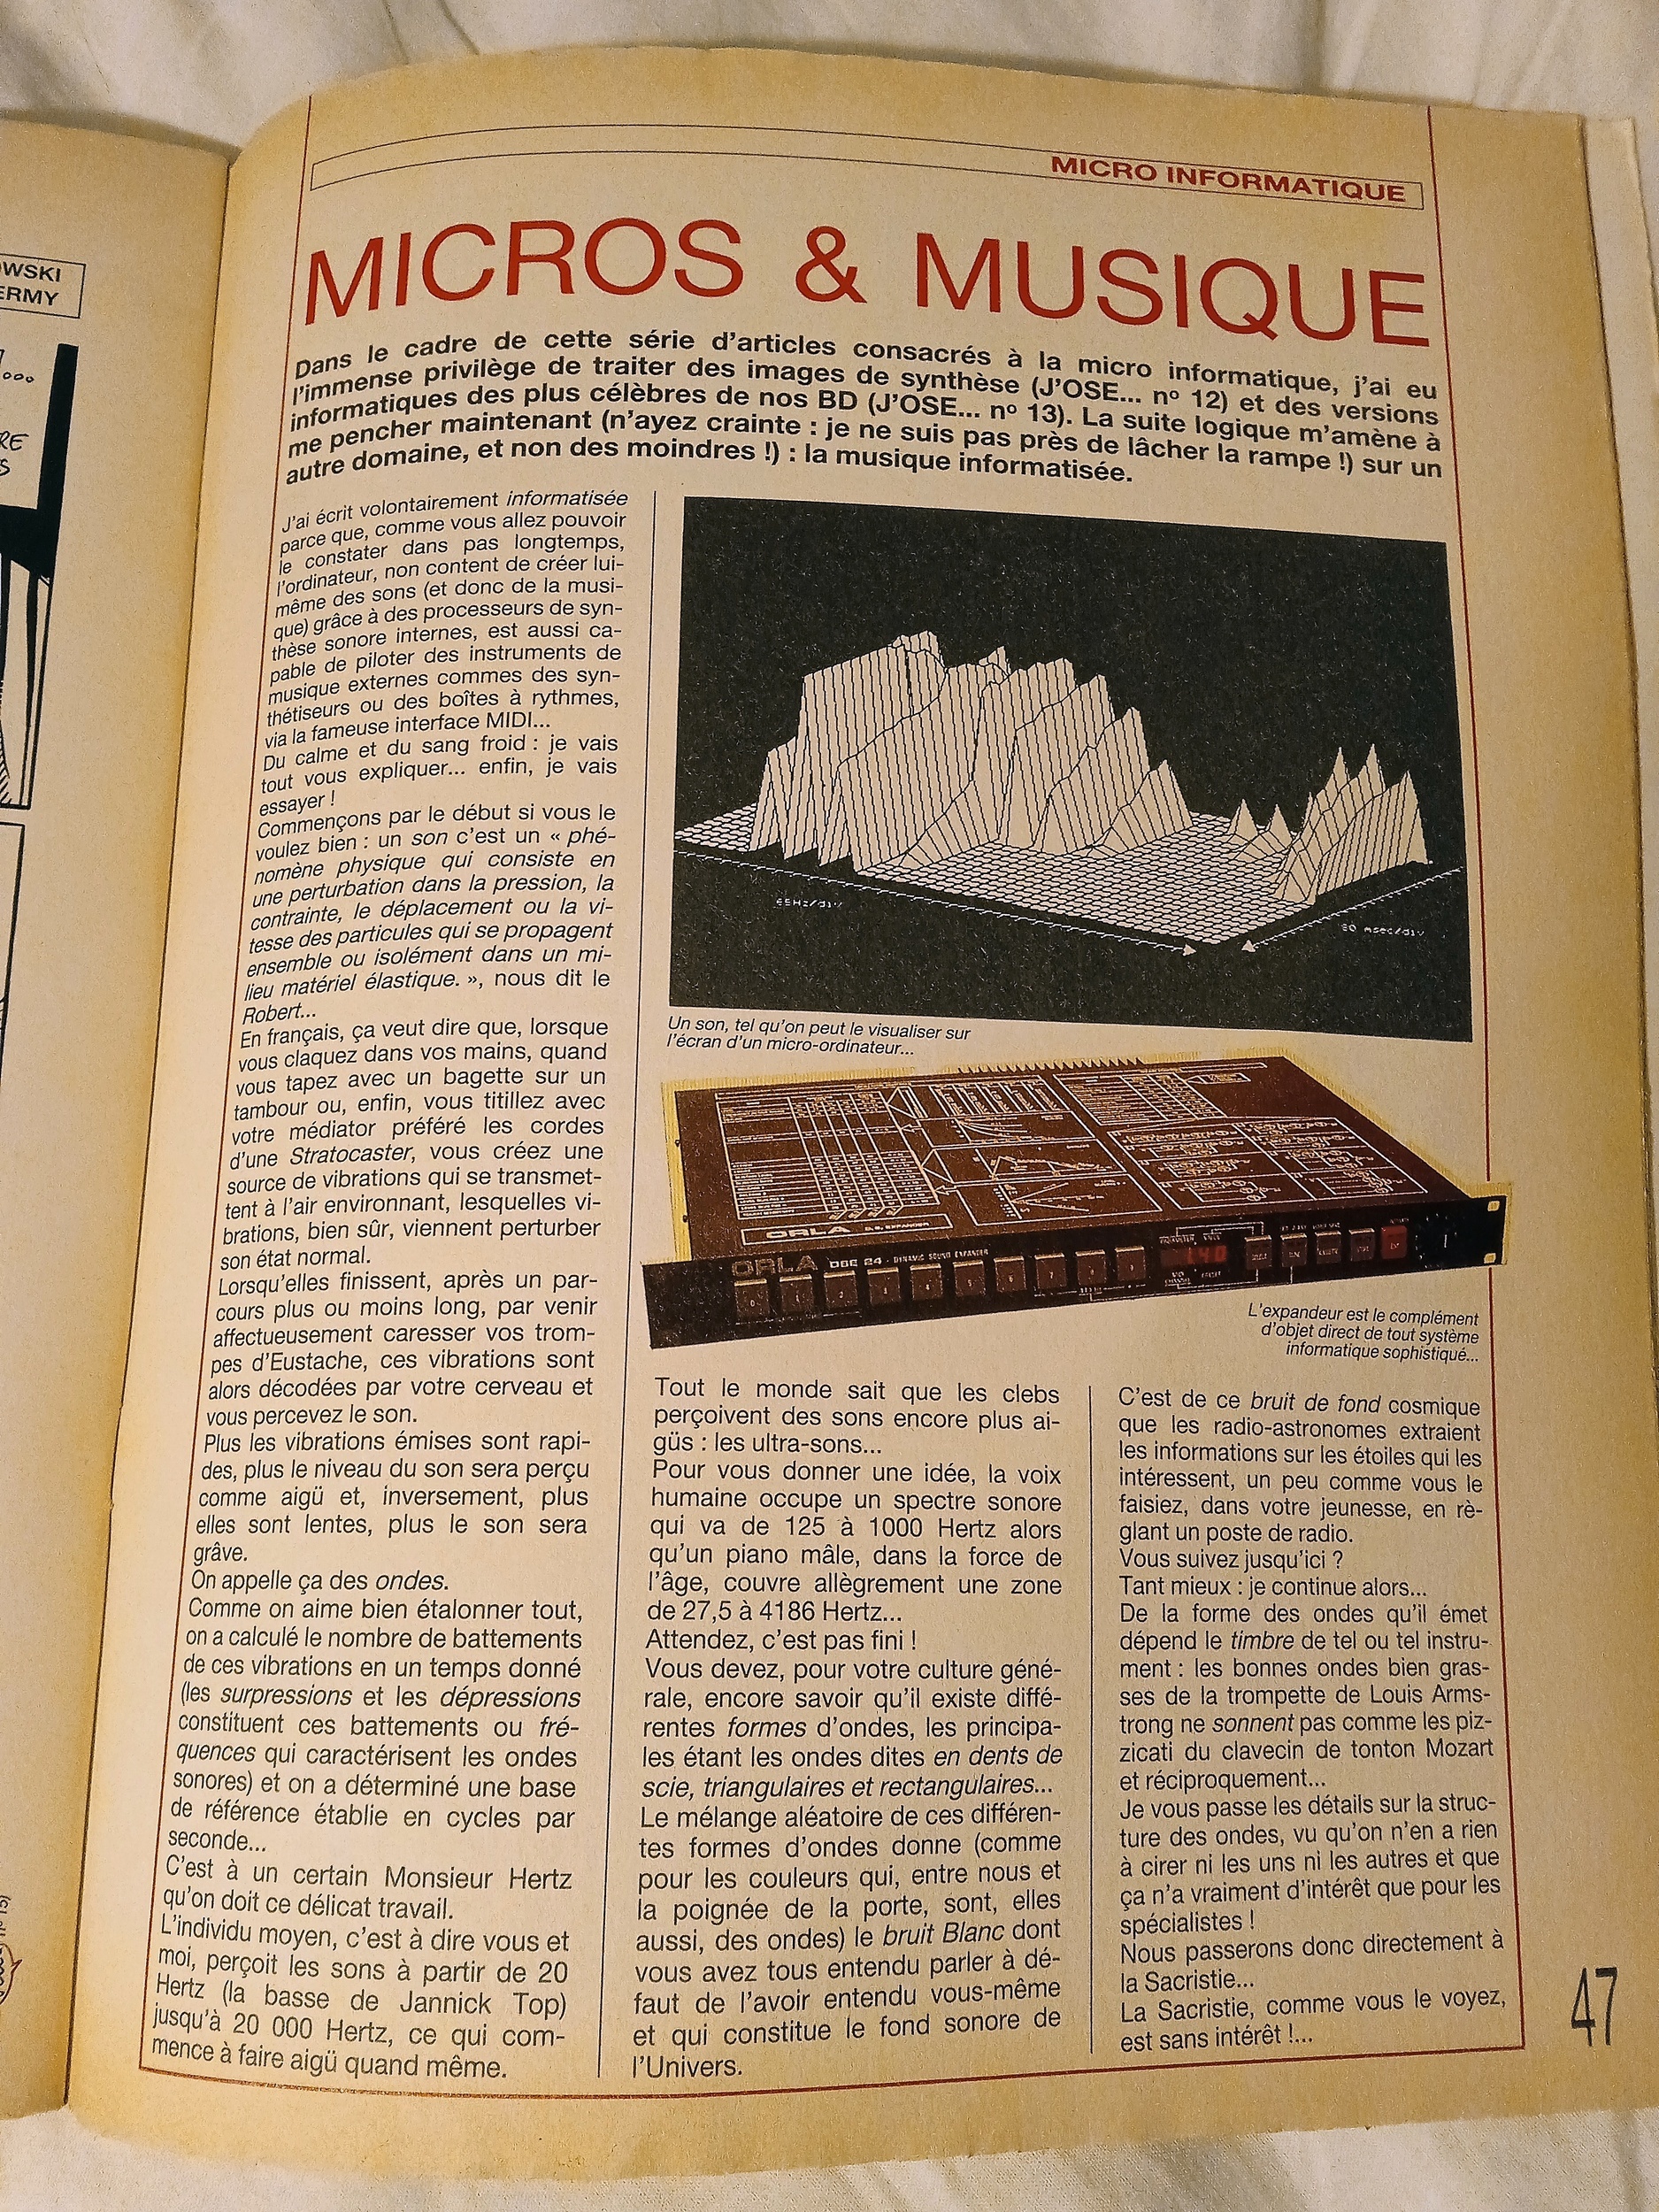 OWSKI
ERMY
RE
S
MICRO INFORMATIQUE
MICROS & MUSIQUE
Dans le cadre de cette série d'articles consacrés à la micro informatique, j'ai eu
l'immense privilège de traiter des images de synthèse (J'OSE... nº 12) et des versions
informatiques des plus célèbres de nos BD (J'OSE... nº 13). La suite logique m'amène à
me pencher maintenant (n'ayez crainte : je ne suis pas près de lâcher la rampe !) sur un
autre domaine, et non des moindres !) : la musique informatisée.
J'ai écrit volontairement informatisée
parce que, comme vous allez pouvoir
le constater dans pas longtemps,
l'ordinateur, non content de créer lui-
même des sons (et donc de la musi-
que) grâce à des processeurs de syn-
thèse sonore internes, est aussi ca-
pable de piloter des instruments de
musique externes commes des syn-
thétiseurs ou des boîtes à rythmes,
via la fameuse interface MIDI...
Du calme et du sang froid : je vais
tout vous expliquer... enfin, je vais
essayer !
Commençons par le début si vous le
voulez bien : un son c'est un « phé-
nomène physique qui consiste en
une perturbation dans la pression, la
contrainte, le déplacement ou la vi-
tesse des particules qui se propagent
ensemble ou isolément dans un mi-
lieu matériel élastique. », nous dit le
Robert...
En français, ça veut dire que, lorsque
vous claquez dans vos mains, quand
vous tapez avec un bagette sur un
tambour ou, enfin, vous titillez avec
votre médiator préféré les cordes
d'une Stratocaster, vous créez une
source de vibrations qui se transmet-
tent à l'air environnant, lesquelles vi-
brations, bien sûr, viennent perturber
son état normal.
Lorsqu'elles finissent, après un par-
cours plus ou moins long, par venir
affectueusement caresser vos trom-
pes d'Eustache, ces vibrations sont
alors décodées par votre cerveau et
vous percevez le son.
Plus les vibrations émises sont rapi-
des, plus le niveau du son sera perçu
comme aigü et, inversement, plus
elles sont lentes, plus le son sera
grâve.
On appelle ça des ondes.
Comme on aime bien étalonner tout,
on a calculé le nombre de battements
de ces vibrations en un temps donné
(les surpressions et les dépressions
constituent ces battements ou fré-
quences qui caractérisent les ondes
sonores) et on a déterminé une base
de référence établie en cycles par
seconde...
C'est à un certain Monsieur Hertz
qu'on doit ce délicat travail.
L'individu moyen, c'est à dire vous et
moi, perçoit les sons à partir de 20
Hertz (la basse de Jannick Top)
jusqu'à 20 000 Hertz, ce qui com-
mence à faire aigü quand même.
80 msec/div
Un son, tel qu'on peut le visualiser sur
l'écran d'un micro-ordinateur...
ORLA
ORLA DSE 24 - DYNAMIC SOUND EXPANDER
L'expandeur est le complément
d'objet direct de tout système
informatique sophistiqué...
Tout le monde sait que les clebs
perçoivent des sons encore plus ai-
güs : les ultra-sons...
Pour vous donner une idée, la voix
humaine occupe un spectre sonore
qui va de 125 à 1000 Hertz alors
qu'un piano mâle, dans la force de
l'âge, couvre allègrement une zone
de 27,5 à 4186 Hertz...
Attendez, c'est pas fini !
Vous devez, pour votre culture géné-
rale, encore savoir qu'il existe diffé-
rentes formes d'ondes, les principa-
les étant les ondes dites en dents de
scie, triangulaires et rectangulaires...
Le mélange aléatoire de ces différen-
tes formes d'ondes donne (comme
pour les couleurs qui, entre nous et
la poignée de la porte, sont, elles
aussi, des ondes) le bruit Blanc dont
vous avez tous entendu parler à dé-
faut de l'avoir entendu vous-même
et qui constitue le fond sonore de
l'Univers.
C'est de ce bruit de fond cosmique
que les radio-astronomes extraient
les informations sur les étoiles qui les
intéressent, un peu comme vous le
faisiez, dans votre jeunesse, en rè-
glant un poste de radio.
Vous suivez jusqu'ici ?
Tant mieux : je continue alors...
De la forme des ondes qu'il émet
dépend le timbre de tel ou tel instru-
ment : les bonnes ondes bien gras-
ses de la trompette de Louis Arms-
trong ne sonnent pas comme les piz-
zicati du clavecin de tonton Mozart
et réciproquement...
Je vous passe les détails sur la struc-
ture des ondes, vu qu'on n'en a rien
à cirer ni les uns ni les autres et que
ça n'a vraiment d'intérêt que pour les
spécialistes !
Nous passerons donc directement à
la Sacristie...
La Sacristie, comme vous le voyez,
est sans intérêt !...
47